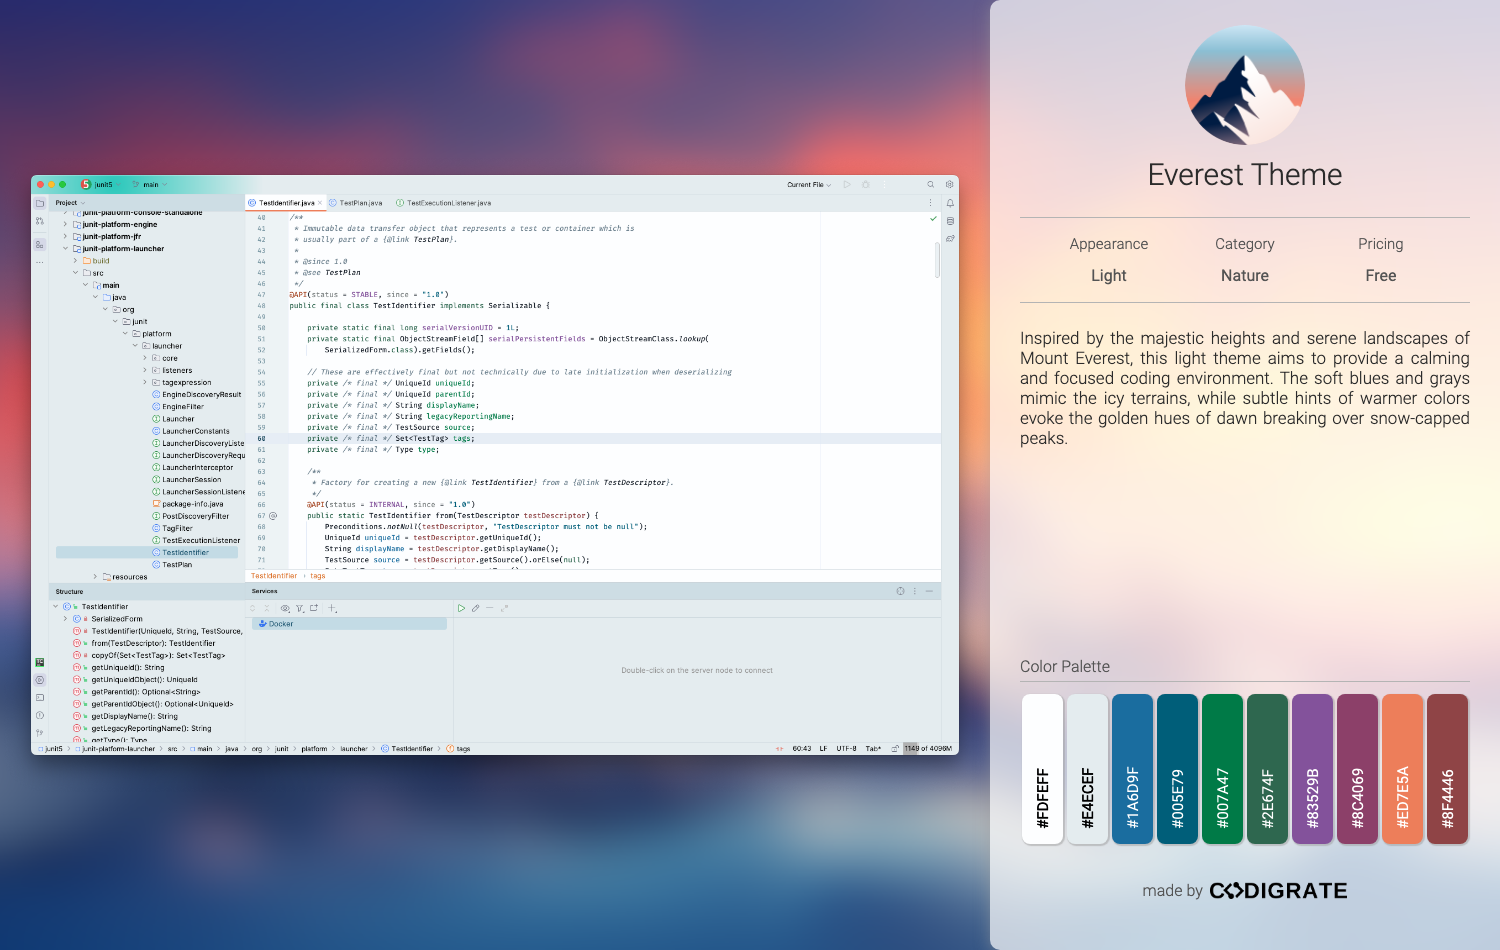 junit5
main
Current File
Project
TestIdentifier.java
TestPlan.java
TestExecutionListener.java
junit-platform-console-standalone
junit-platform-engine
junit-platform-jfr
junit-platform-launcher
build
src
main
java
org
junit
platform
launcher
core
listeners
tagexpression
EngineDiscoveryResult
EngineFilter
Launcher
LauncherConstants
LauncherDiscoveryListe
LauncherDiscoveryRequ
LauncherInterceptor
LauncherSession
LauncherSessionListene
package-info.java
PostDiscoveryFilter
TagFilter
TestExecutionListener
TestIdentifier
TestPlan
resources
40 /**
41 * Immutable data transfer object that represents a test or container which is
42 * usually part of a {@link TestPlan}.
43 *
44 * @since 1.0
45 * @see TestPlan
46 */
47 @API(status = STABLE, since = "1.0")
48 public final class TestIdentifier implements Serializable {
49
50 private static final long serialVersionUID = 1L;
51 private static final ObjectStreamField[] serialPersistentFields = ObjectStreamClass.lookup(
52 SerializedForm.class).getFields();
53
54 // These are effectively final but not technically due to late initialization when deserializing
55 private /* final */ UniqueId uniqueId;
56 private /* final */ UniqueId parentId;
57 private /* final */ String displayName;
58 private /* final */ String legacyReportingName;
59 private /* final */ TestSource source;
60 private /* final */ Set<TestTag> tags;
61 private /* final */ Type type;
62
63 /**
64 * Factory for creating a new {@link TestIdentifier} from a {@link TestDescriptor}.
65 */
66 @API(status = INTERNAL, since = "1.0")
67 public static TestIdentifier from(TestDescriptor testDescriptor) {
68 Preconditions.notNull(testDescriptor, "TestDescriptor must not be null");
69 UniqueId uniqueId = testDescriptor.getUniqueId();
70 String displayName = testDescriptor.getDisplayName();
71 TestSource source = testDescriptor.getSource().orElse(null);
TestIdentifier › tags
Structure
TestIdentifier
SerializedForm
TestIdentifier(UniqueId, String, TestSource,
from(TestDescriptor): TestIdentifier
copyOf(Set<TestTag>): Set<TestTag>
getUniqueId(): String
getUniqueIdObject(): UniqueId
getParentId(): Optional<String>
getParentIdObject(): Optional<UniqueId>
getDisplayName(): String
getLegacyReportingName(): String
getType(): Type
Services
Docker
Double-click on the server node to connect
junit5 › junit-platform-launcher › src › main › java › org › junit › platform › launcher › TestIdentifier › tags
60:43 LF UTF-8 Tab* 1149 of 4096M
Everest Theme
Appearance Category Pricing
Light Nature Free
Inspired by the majestic heights and serene landscapes of
Mount Everest, this light theme aims to provide a calming
and focused coding environment. The soft blues and grays
mimic the icy terrains, while subtle hints of warmer colors
evoke the golden hues of dawn breaking over snow-capped
peaks.
Color Palette
#FDFEFF
#E4ECEF
#1A6D9F
#005E79
#007A47
#2E674F
#83529B
#8C4069
#ED7E5A
#8F4446
made by CODIGRATE